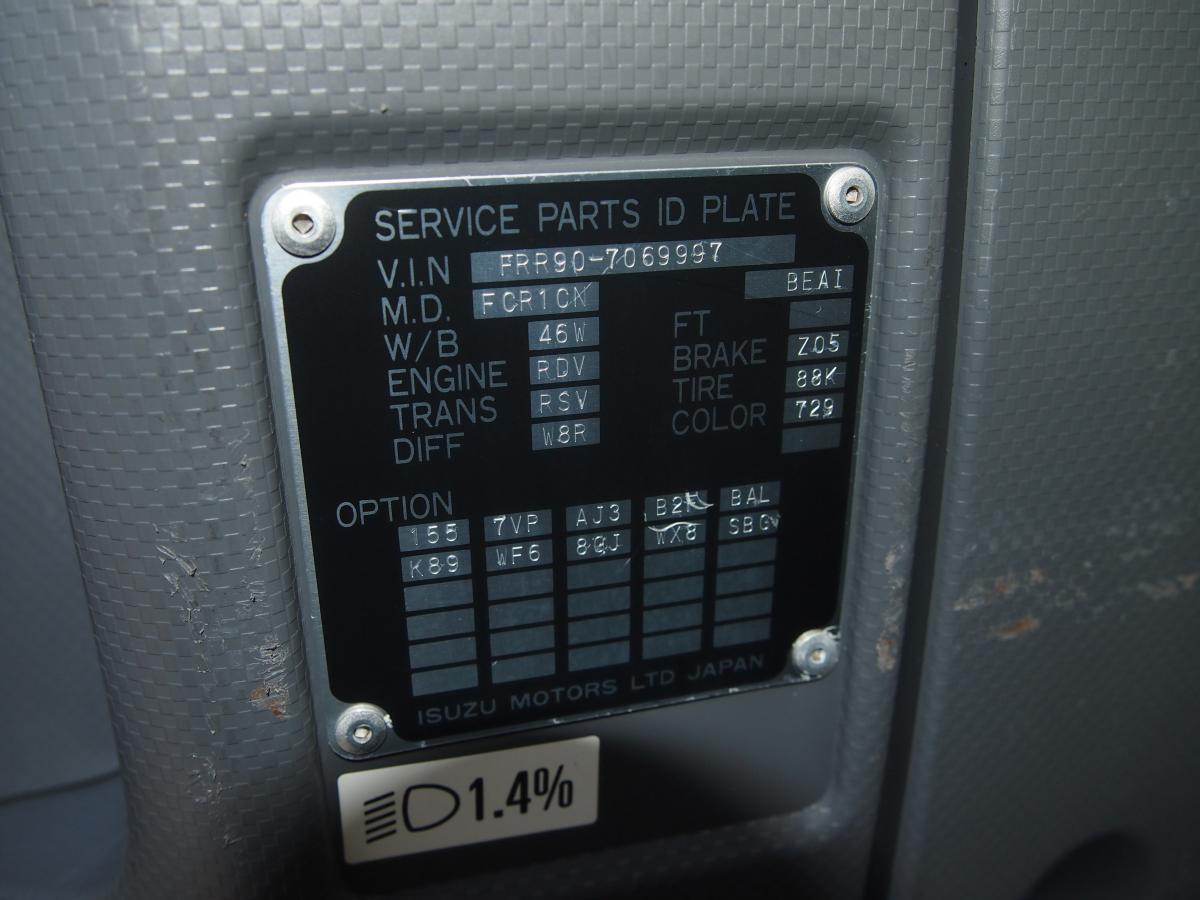 SERVICE PARTS ID PLATE
V.I.N FRR90-7069997
M.D. FCR1CN BEAI
W/B 46W FT
ENGINE RDV BRAKE Z05
TRANS RSV TIRE 88K
DIFF W8R COLOR 729
OPTION
155 7VP AJ3 BAL
K89 WF6 WX8
ISUZU MOTORS LTD JAPAN
1.4%